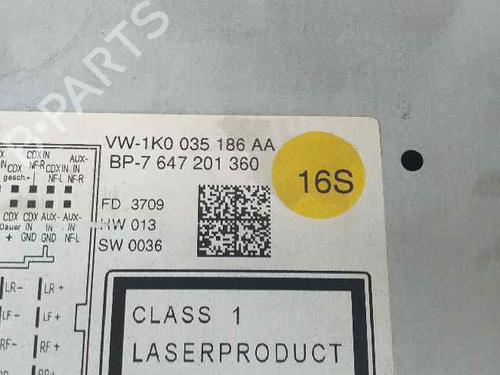 VW-1K0 035 186 AA
BP-7 647 201 360
16S
FD 3709
HW 013
SW 0036
CLASS 1
LASERPRODUCT
CDX IN AUX-
CDX NF-R IN
gesch- CDX IN AUX-
NF-L NF-R
CDX CDX AUX- AUX-
Dauer IN IN IN
+ GND GND NF-L
LR- LR+
LF- LF+
RF- RF+
B-PARTS